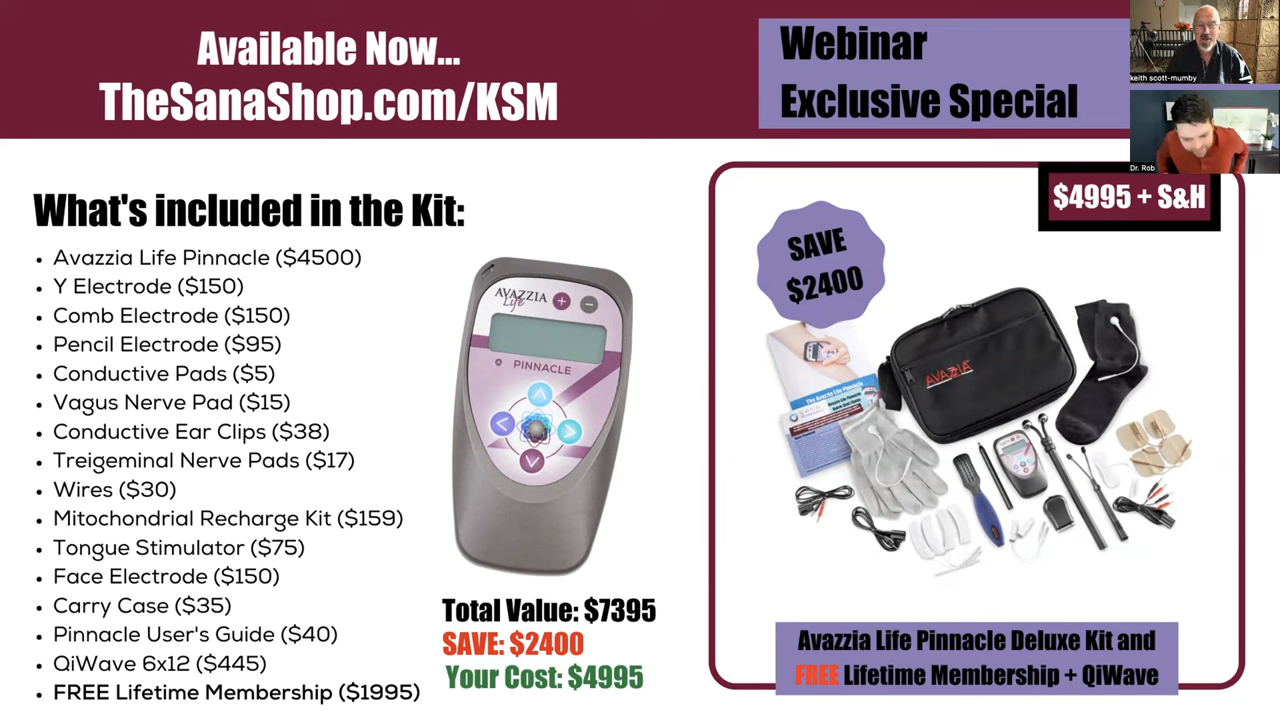 Available Now...
TheSanaShop.com/KSM
Webinar
Exclusive Special
keith scott-mumby
Dr. Rob
$4995 + S&H
What's included in the Kit:
• Avazzia Life Pinnacle ($4500)
• Y Electrode ($150)
• Comb Electrode ($150)
• Pencil Electrode ($95)
• Conductive Pads ($5)
• Vagus Nerve Pad ($15)
• Conductive Ear Clips ($38)
• Treigeminal Nerve Pads ($17)
• Wires ($30)
• Mitochondrial Recharge Kit ($159)
• Tongue Stimulator ($75)
• Face Electrode ($150)
• Carry Case ($35)
• Pinnacle User's Guide ($40)
• QiWave 6x12 ($445)
• FREE Lifetime Membership ($1995)
AVAZZIA
Life
PINNACLE
Total Value: $7395
SAVE: $2400
Your Cost: $4995
SAVE
$2400
AVAZZIA
The Avazzia Life Pinnacle
SANA
Avazzia Life Pinnacle Deluxe Kit and
FREE Lifetime Membership + QiWave